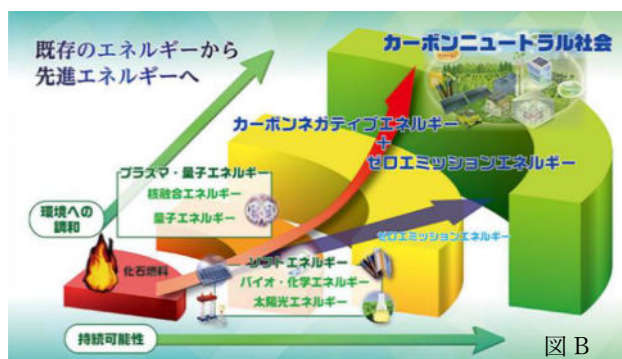 既存のエネルギーから
先進エネルギーへ
カーボンニュートラル社会
カーボンネガティブエネルギー
+
ゼロエミッションエネルギー
プラズマ・量子エネルギー
核融合エネルギー
量子エネルギー
環境への
調和
化石燃料
ゼロエミッションエネルギー
ソフトエネルギー
バイオ・化学エネルギー
太陽光エネルギー
持続可能性
図 B